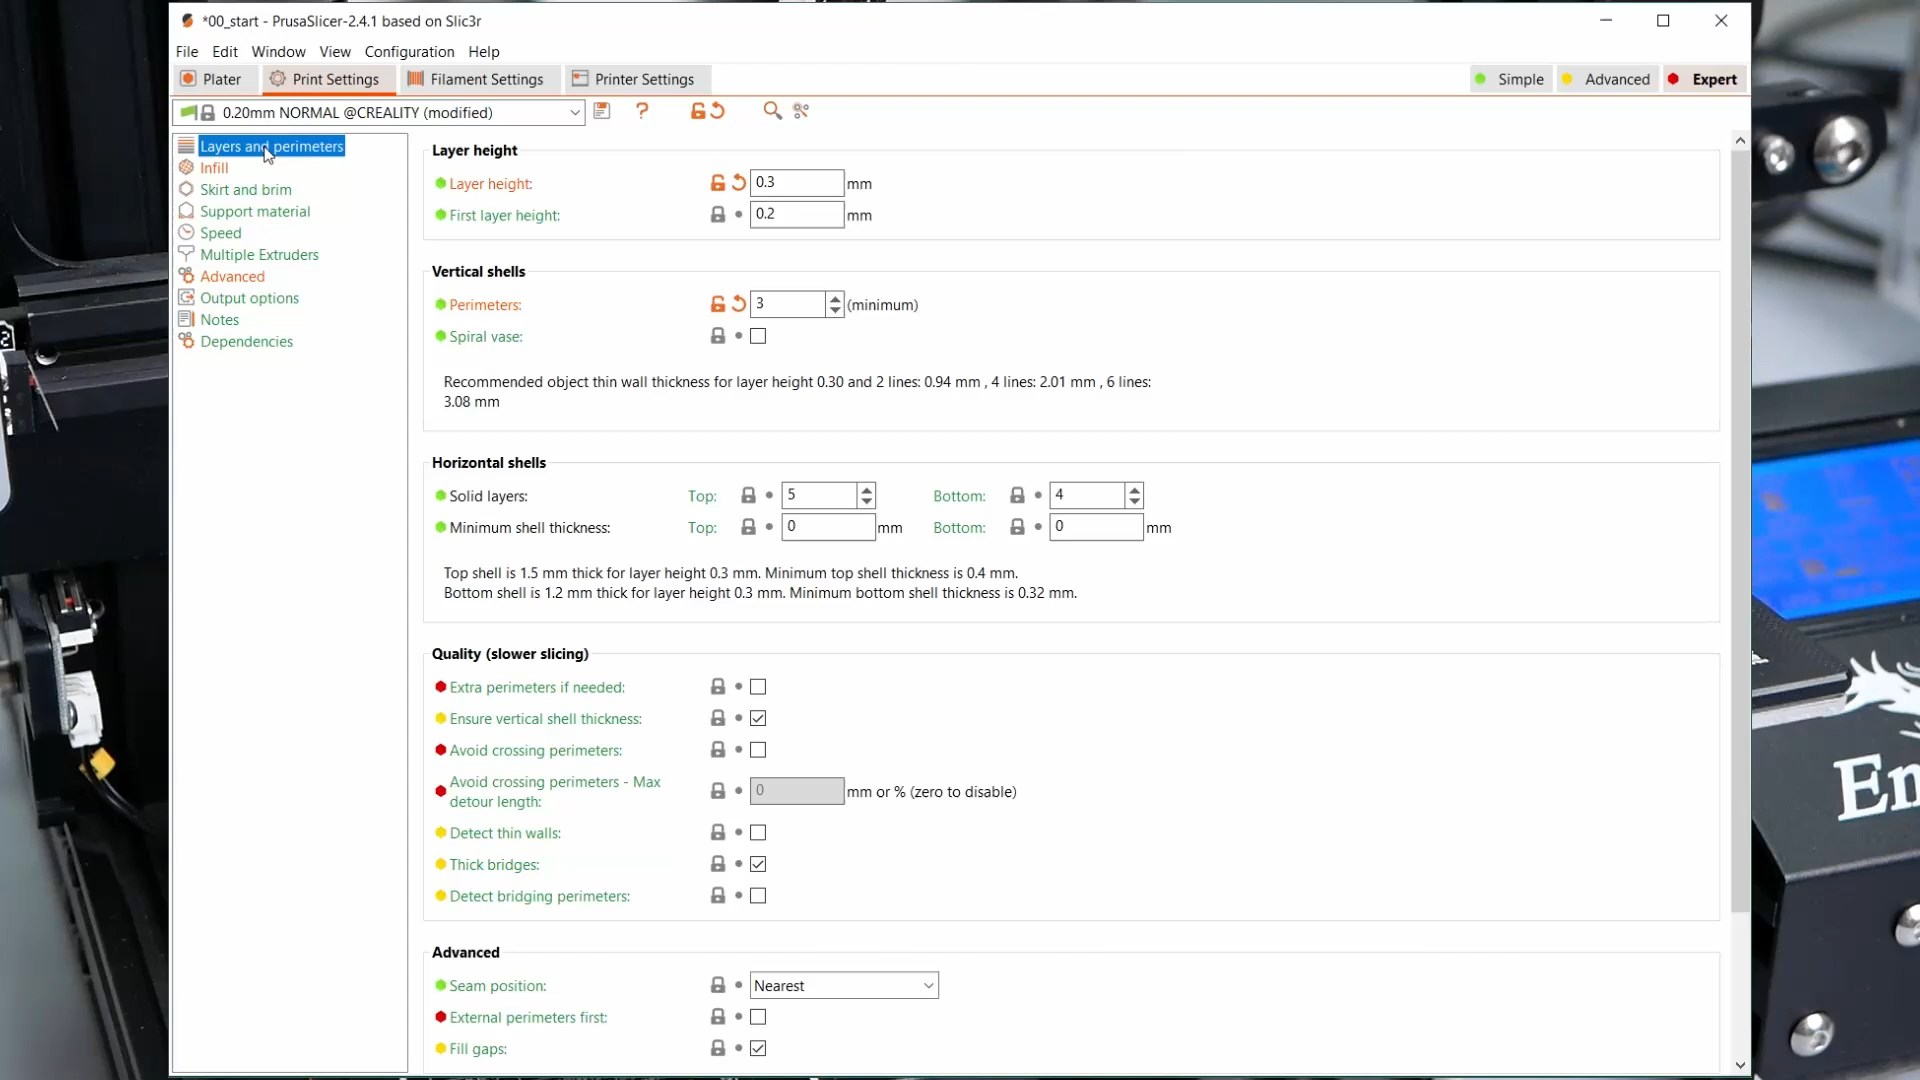 *00_start - PrusaSlicer-2.4.1 based on Slic3r
File Edit Window View Configuration Help
Plater Print Settings Filament Settings Printer Settings Simple Advanced Expert
0.20mm NORMAL @CREALITY (modified) ?
Layers and perimeters
Infill
Skirt and brim
Support material
Speed
Multiple Extruders
Advanced
Output options
Notes
Dependencies
Layer height
Layer height: 0.3 mm
First layer height: 0.2 mm
Vertical shells
Perimeters: 3 (minimum)
Spiral vase:
Recommended object thin wall thickness for layer height 0.30 and 2 lines: 0.94 mm , 4 lines: 2.01 mm , 6 lines:
3.08 mm
Horizontal shells
Solid layers: Top: 5 Bottom: 4
Minimum shell thickness: Top: 0 mm Bottom: 0 mm
Top shell is 1.5 mm thick for layer height 0.3 mm. Minimum top shell thickness is 0.4 mm.
Bottom shell is 1.2 mm thick for layer height 0.3 mm. Minimum bottom shell thickness is 0.32 mm.
Quality (slower slicing)
Extra perimeters if needed:
Ensure vertical shell thickness:
Avoid crossing perimeters:
Avoid crossing perimeters - Max
detour length: 0 mm or % (zero to disable)
Detect thin walls:
Thick bridges:
Detect bridging perimeters:
Advanced
Seam position: Nearest
External perimeters first:
Fill gaps:
En